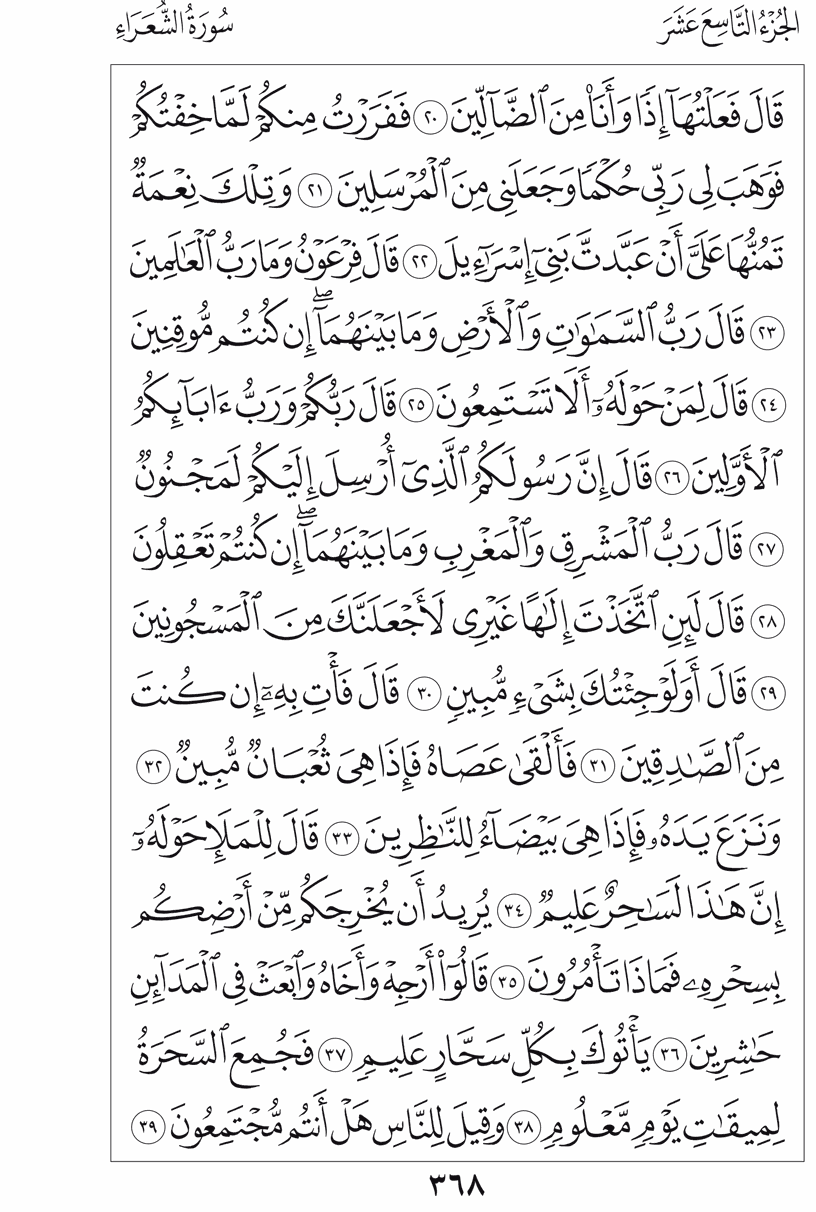 الجُزْءُ التَّاسِعَ عَشَرَ
سُورَةُ الشُّعَرَاءِ
قَالَ فَعَلْتُهَآ إِذًا وَأَنَا۠ مِنَ ٱلضَّآلِّينَ ٢٠ فَفَرَرْتُ مِنكُمْ لَمَّا خِفْتُكُمْ
فَوَهَبَ لِى رَبِّى حُكْمًا وَجَعَلَنِى مِنَ ٱلْمُرْسَلِينَ ٢١ وَتِلْكَ نِعْمَةٌ
تَمُنُّهَا عَلَىَّ أَنْ عَبَّدتَّ بَنِىٓ إِسْرَٰٓءِيلَ ٢٢ قَالَ فِرْعَوْنُ وَمَا رَبُّ ٱلْعَٰلَمِينَ
٢٣ قَالَ رَبُّ ٱلسَّمَٰوَٰتِ وَٱلْأَرْضِ وَمَا بَيْنَهُمَآ ۖ إِن كُنتُم مُّوقِنِينَ
٢٤ قَالَ لِمَنْ حَوْلَهُۥٓ أَلَا تَسْتَمِعُونَ ٢٥ قَالَ رَبُّكُمْ وَرَبُّ ءَابَآئِكُمُ
ٱلْأَوَّلِينَ ٢٦ قَالَ إِنَّ رَسُولَكُمُ ٱلَّذِىٓ أُرْسِلَ إِلَيْكُمْ لَمَجْنُونٌ
٢٧ قَالَ رَبُّ ٱلْمَشْرِقِ وَٱلْمَغْرِبِ وَمَا بَيْنَهُمَآ ۖ إِن كُنتُمْ تَعْقِلُونَ
٢٨ قَالَ لَئِنِ ٱتَّخَذْتَ إِلَٰهًا غَيْرِى لَأَجْعَلَنَّكَ مِنَ ٱلْمَسْجُونِينَ
٢٩ قَالَ أَوَلَوْ جِئْتُكَ بِشَىْءٍ مُّبِينٍ ٣٠ قَالَ فَأْتِ بِهِۦٓ إِن كُنتَ
مِنَ ٱلصَّٰدِقِينَ ٣١ فَأَلْقَىٰ عَصَاهُ فَإِذَا هِىَ ثُعْبَانٌ مُّبِينٌ ٣٢
وَنَزَعَ يَدَهُۥ فَإِذَا هِىَ بَيْضَآءُ لِلنَّٰظِرِينَ ٣٣ قَالَ لِلْمَلَإِ حَوْلَهُۥٓ
إِنَّ هَٰذَا لَسَٰحِرٌ عَلِيمٌ ٣٤ يُرِيدُ أَن يُخْرِجَكُم مِّنْ أَرْضِكُم
بِسِحْرِهِۦ فَمَاذَا تَأْمُرُونَ ٣٥ قَالُوٓا۟ أَرْجِهْ وَأَخَاهُ وَٱبْعَثْ فِى ٱلْمَدَآئِنِ
حَٰشِرِينَ ٣٦ يَأْتُوكَ بِكُلِّ سَحَّارٍ عَلِيمٍ ٣٧ فَجُمِعَ ٱلسَّحَرَةُ
لِمِيقَٰتِ يَوْمٍ مَّعْلُومٍ ٣٨ وَقِيلَ لِلنَّاسِ هَلْ أَنتُم مُّجْتَمِعُونَ ٣٩
٣٦٨